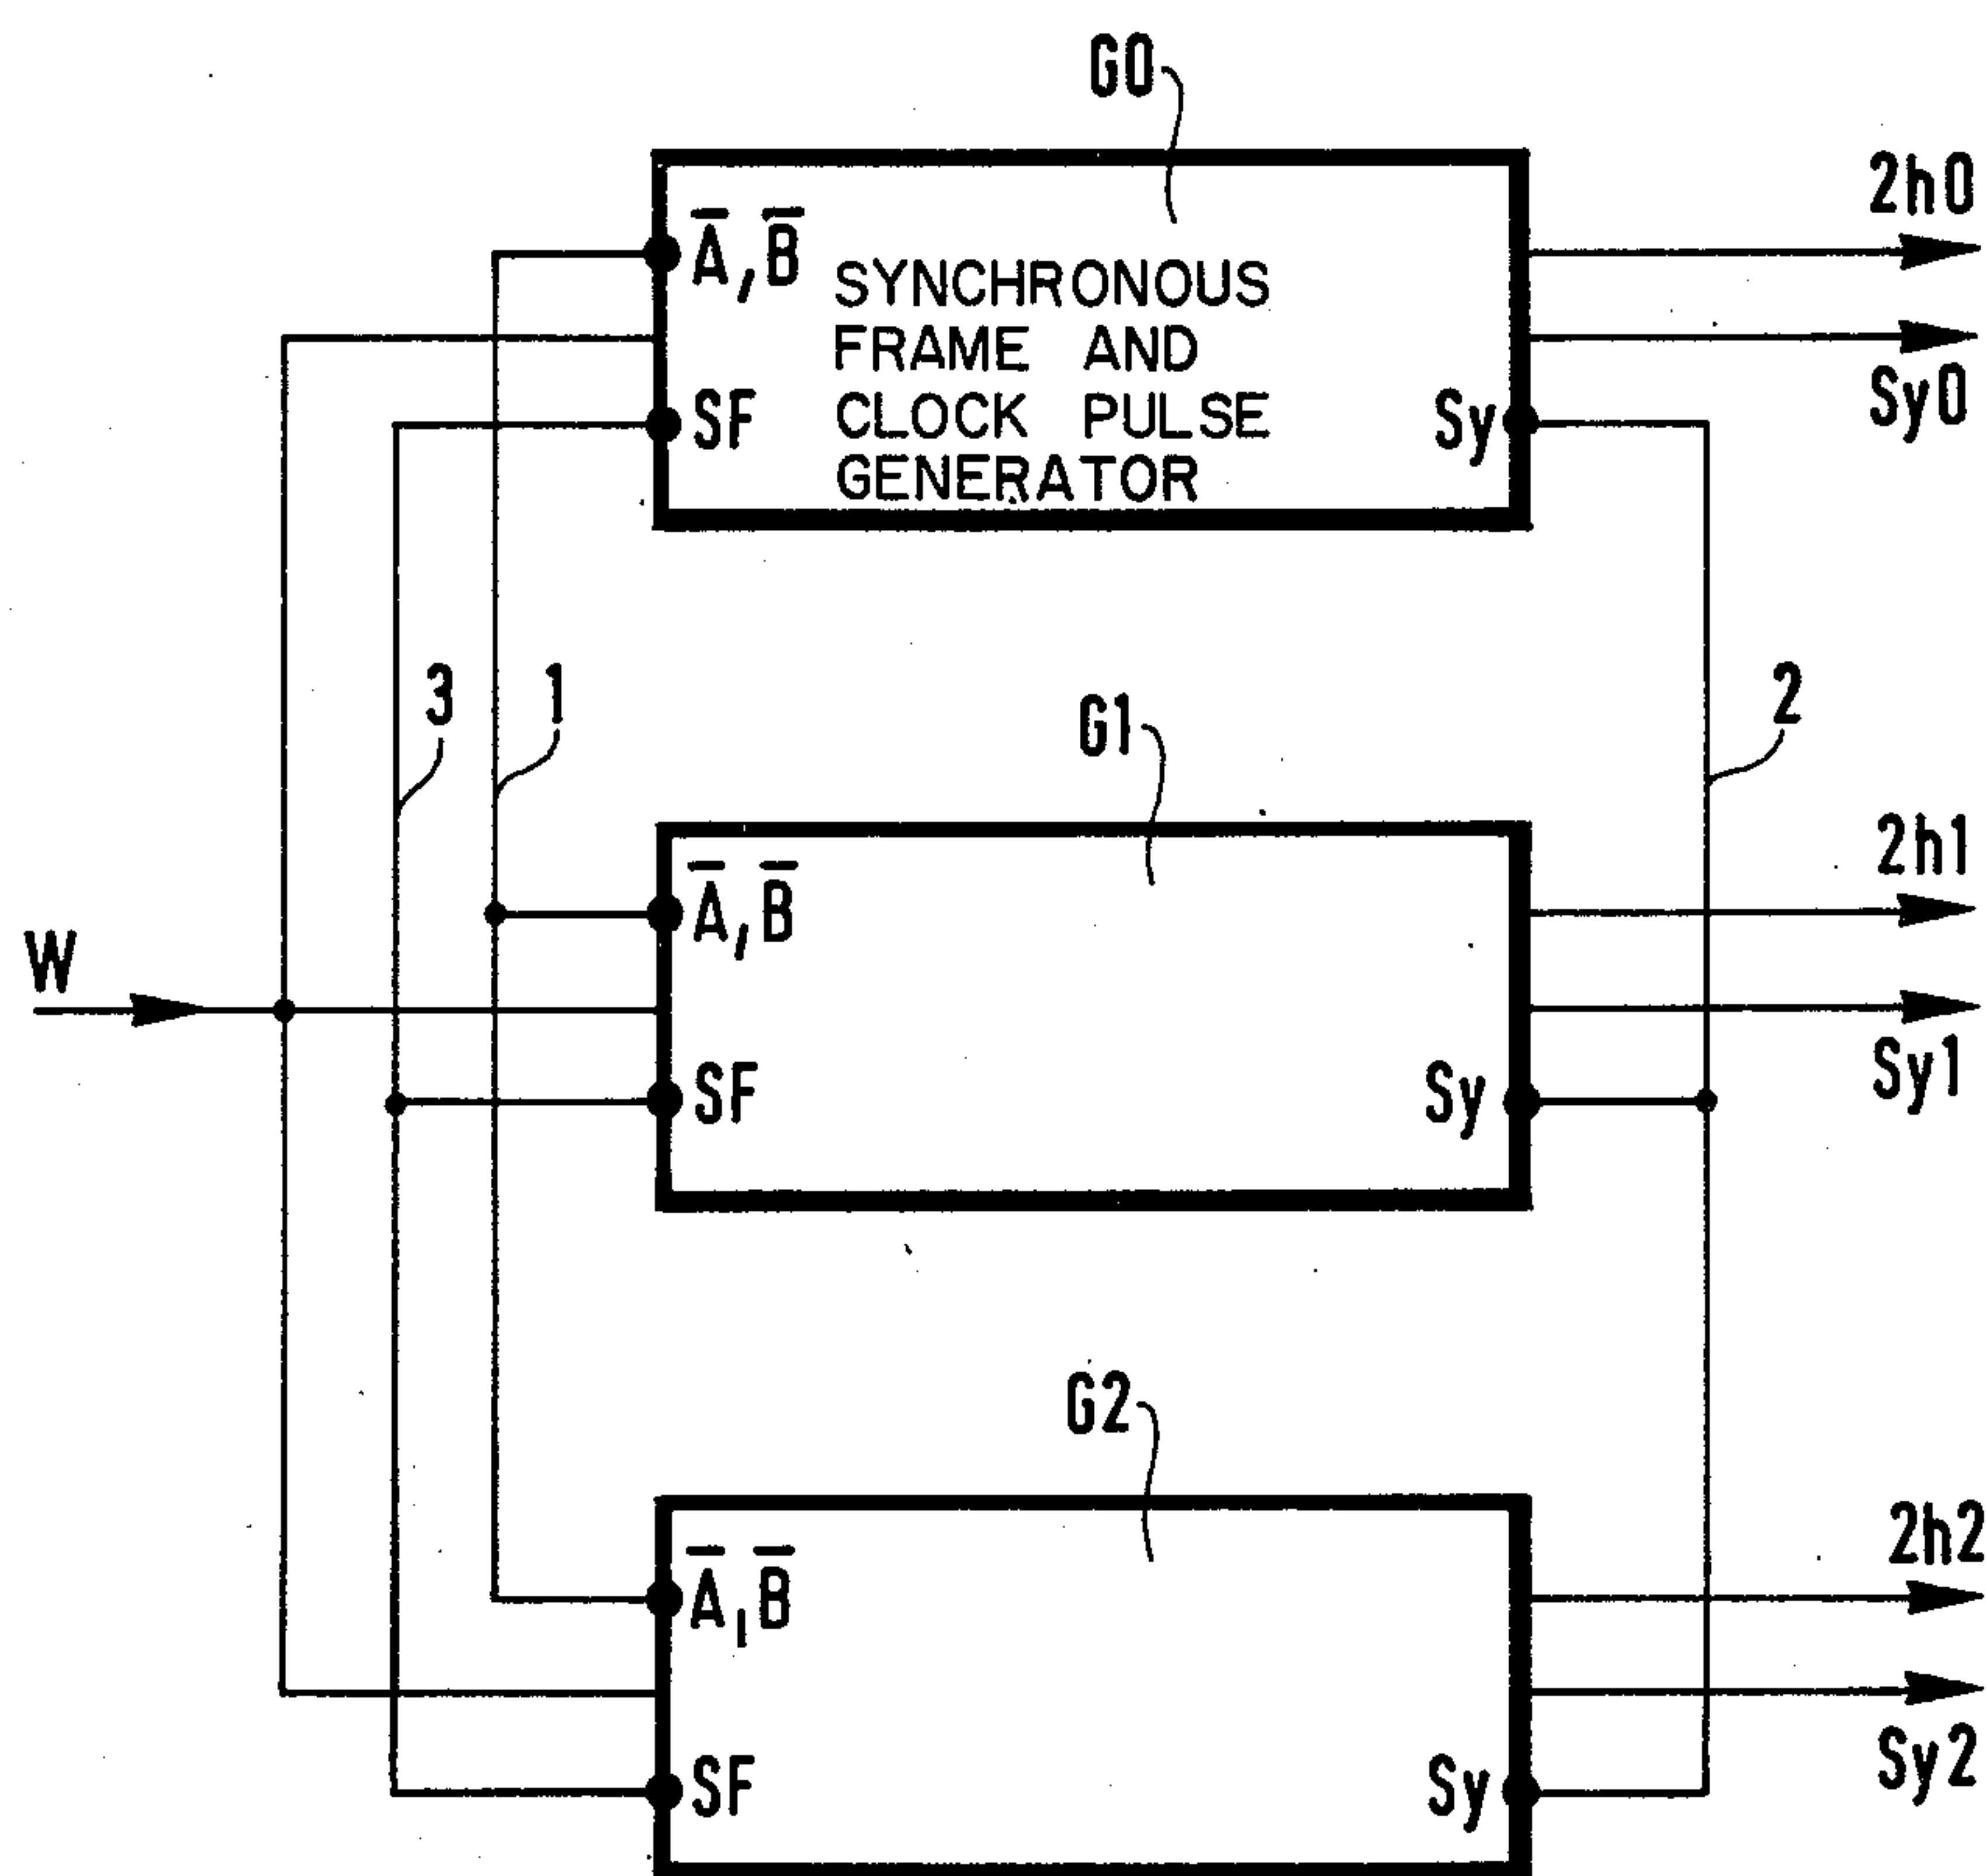 G0
2h0
A̅,B̅
SYNCHRONOUS
FRAME AND
CLOCK PULSE
GENERATOR
SF
Sy
Sy0
3
1
2
G1
2h1
A̅,B̅
W
SF
Sy
Sy1
G2
2h2
A̅,B̅
SF
Sy
Sy2